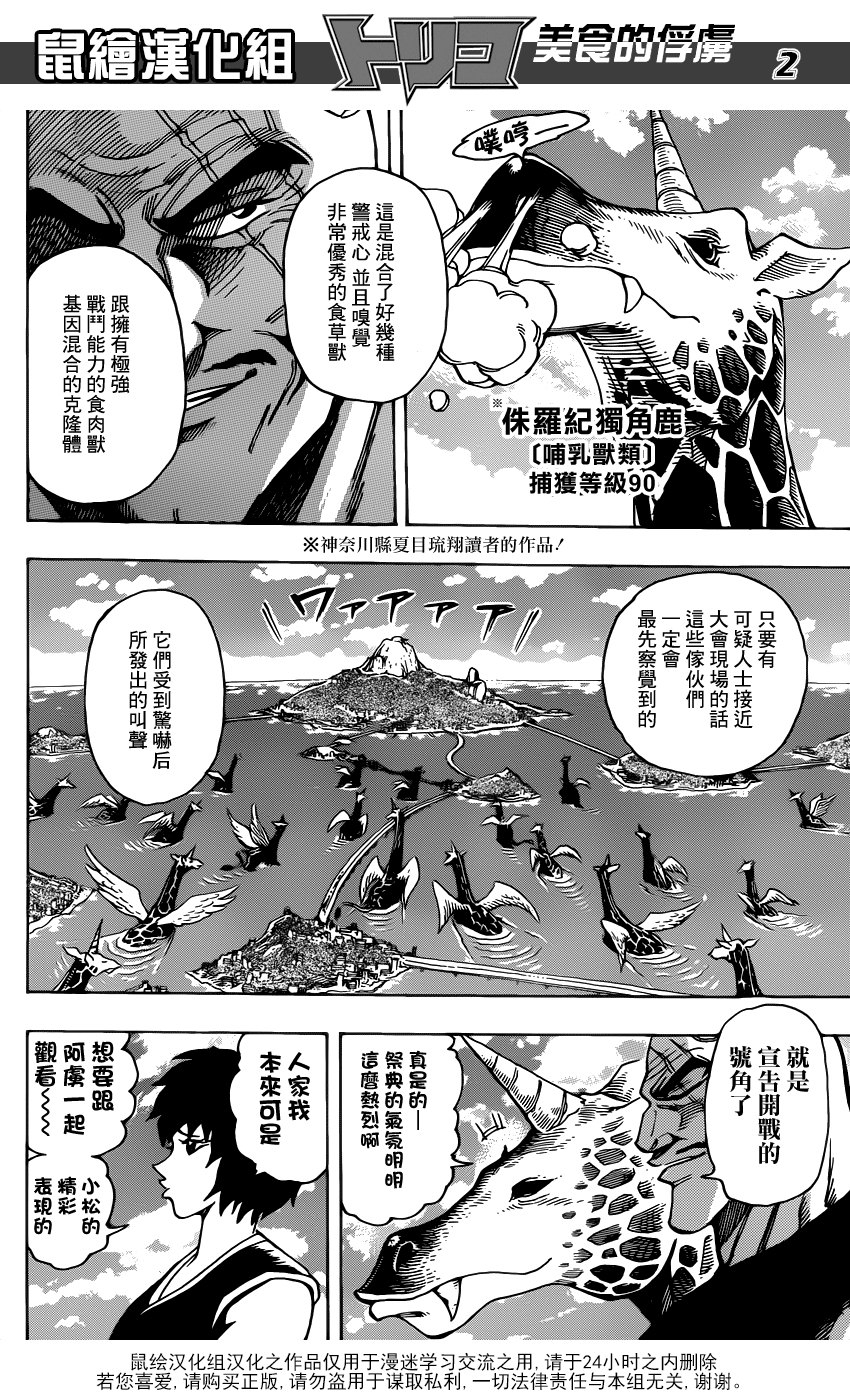 鼠繪漢化組
トリコ
美食的俘虜
2
噗哼——
這是混合了好幾種
警戒心 並且嗅覺
非常優秀的食草獸
跟擁有極強
戰鬥能力的食肉獸
基因混合的克隆體
※
侏羅紀獨角鹿
〔哺乳獸類〕
捕獲等級90
※神奈川縣夏目琉翔讀者的作品!
ワァァァァ
只要有
可疑人士接近
大會現場的話
這些傢伙們
一定會
最先察覺到的
它們受到驚嚇后
所發出的叫聲
就是
宣告開戰的
號角了
真是的—
祭典的氣氛明明
這麼熱烈啊
人家我
本來可是
想要跟
阿虜一起
觀看~~~
小松的
精彩
表現的
鼠绘汉化组汉化之作品仅用于漫迷学习交流之用,请于24小时之内删除
若您喜爱,请购买正版,请勿盗用于谋取私利,一切法律责任与本组无关,谢谢。